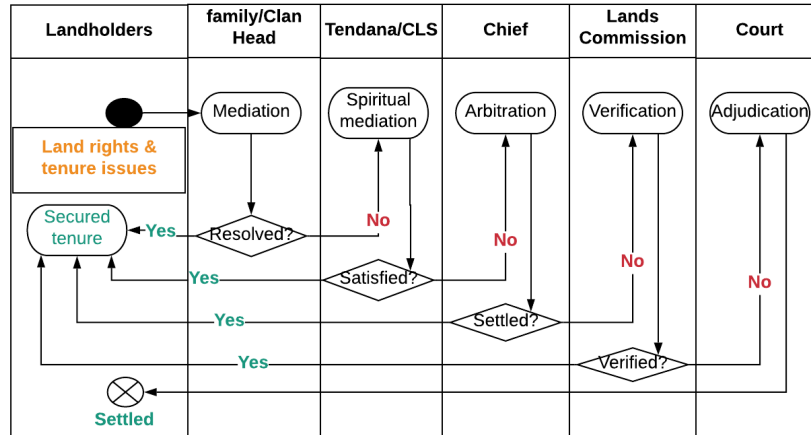 Landholders
family/Clan
Head
Tendana/CLS
Chief
Lands
Commission
Court
Mediation
Spiritual
mediation
Arbitration
Verification
Adjudication
Land rights &
tenure issues
Secured
tenure
Yes
Resolved?
No
Yes
Satisfied?
No
Yes
Settled?
No
Yes
Verified?
No
Settled